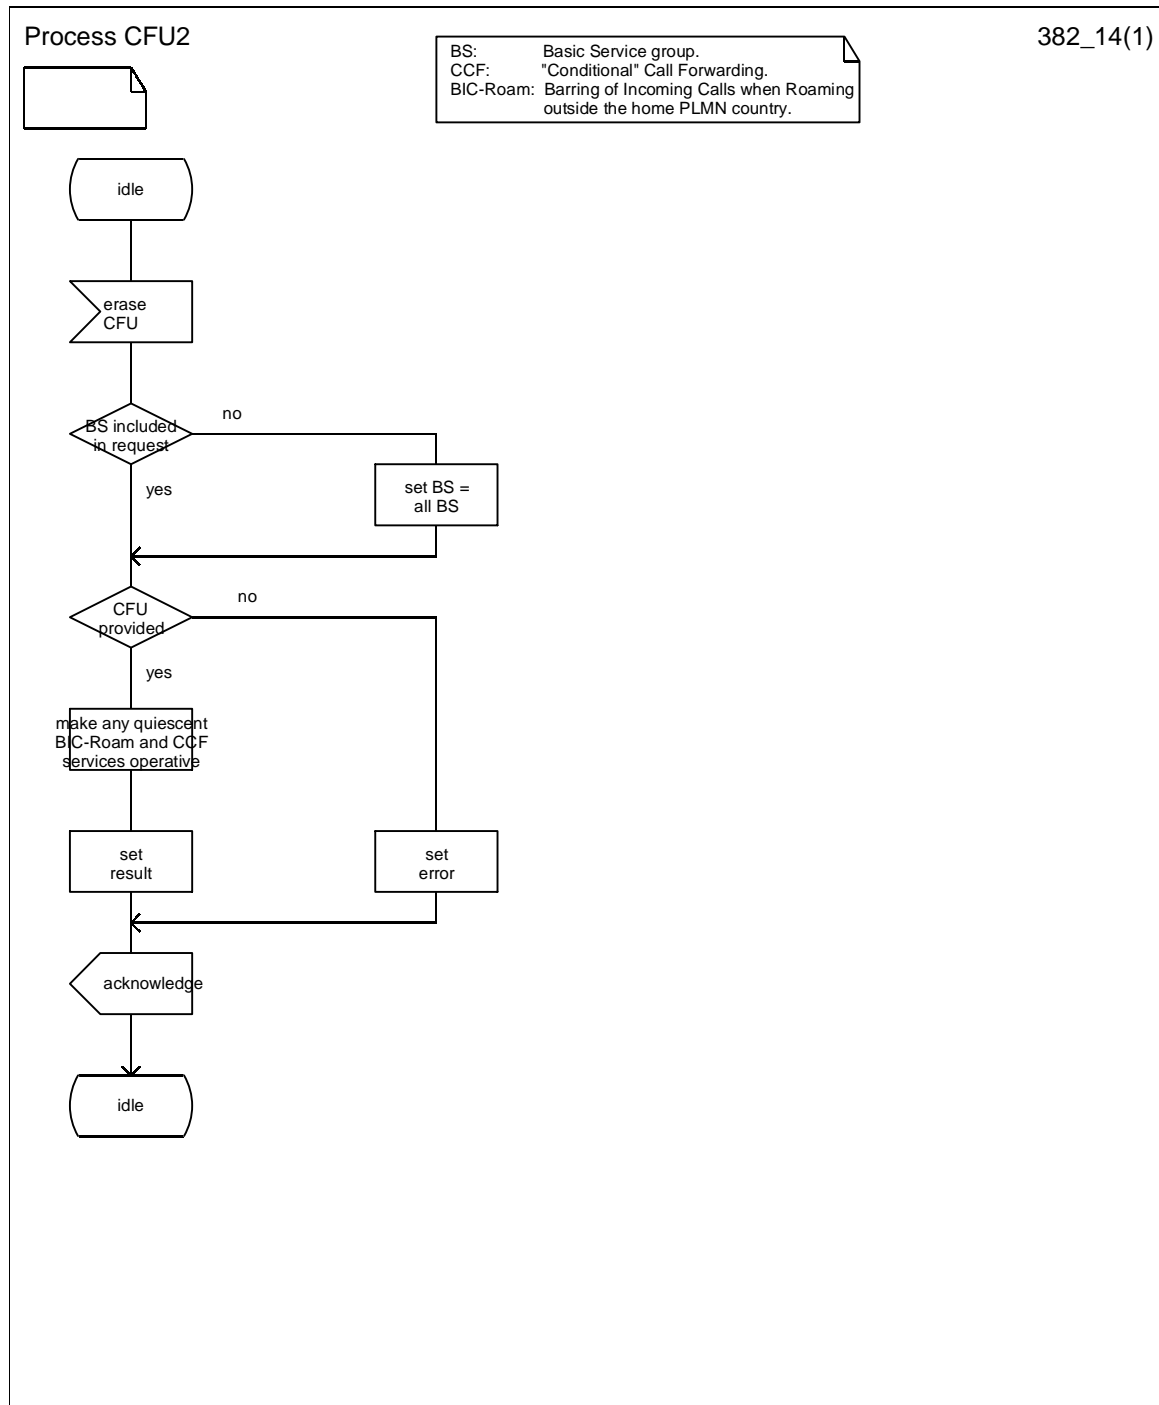 Process CFU2
382_14(1)
BS: Basic Service group.
CCF: "Conditional" Call Forwarding.
BIC-Roam: Barring of Incoming Calls when Roaming
outside the home PLMN country.
idle
erase
CFU
BS included
in request
no
yes
set BS =
all BS
CFU
provided
no
yes
make any quiescent
BIC-Roam and CCF
services operative
set
result
set
error
acknowledge
idle